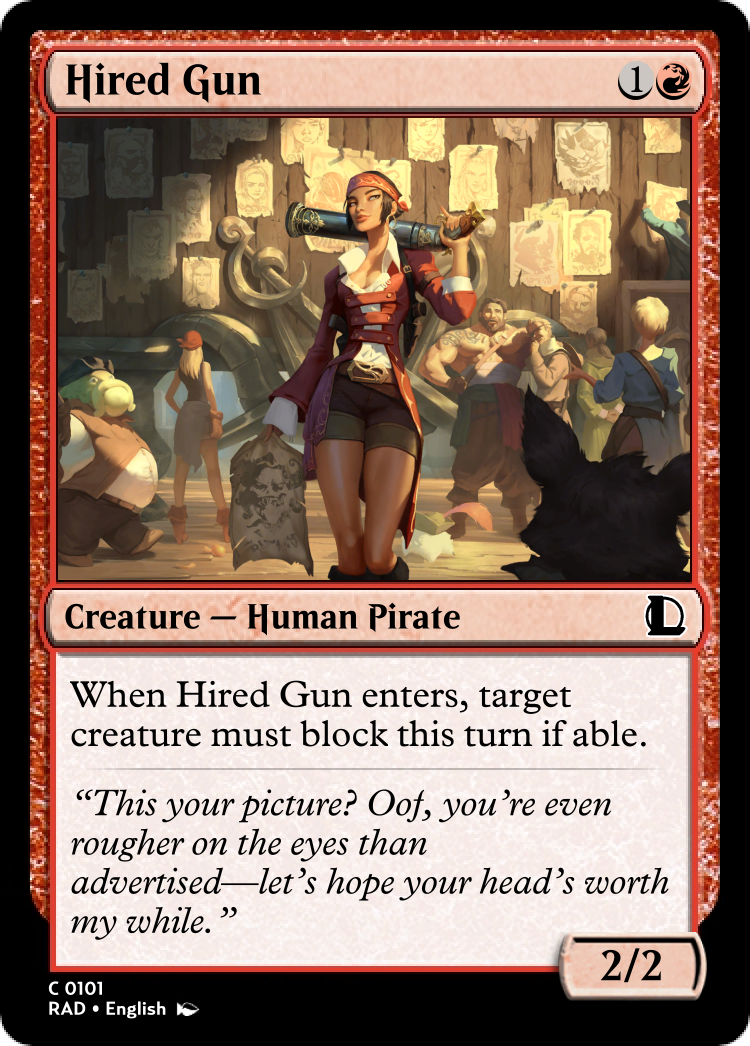 Hired Gun
1
Creature — Human Pirate
When Hired Gun enters, target
creature must block this turn if able.
“This your picture? Oof, you’re even
rougher on the eyes than
advertised—let’s hope your head’s worth
my while.”
2/2
C 0101
RAD • English